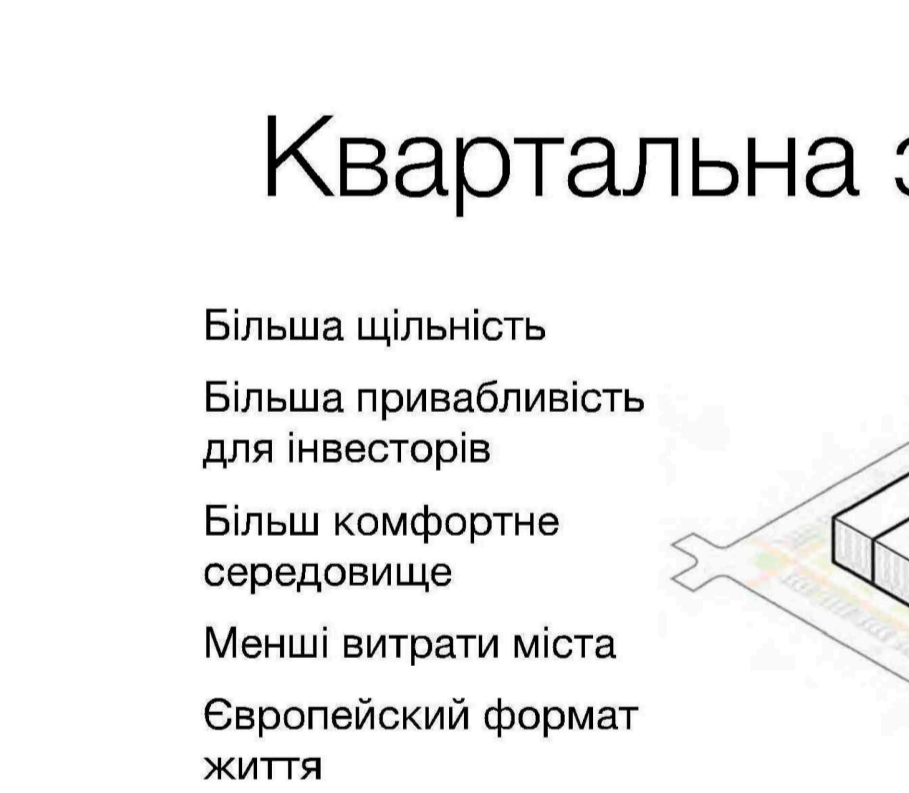 Квартальна
Більша щільність
Більша привабливість
для інвесторів
Більш комфортне
середовище
Менші витрати міста
Європейский формат
життя